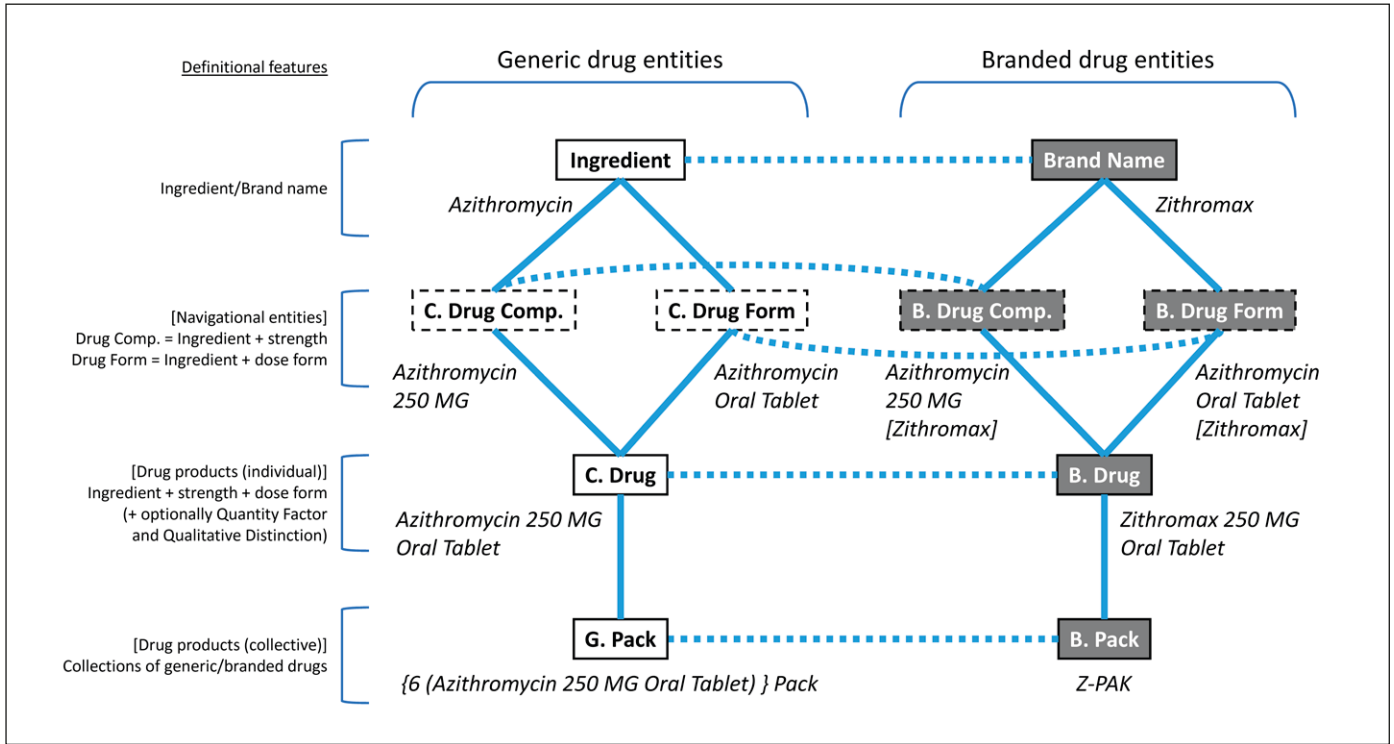 Definitional features
Generic drug entities
Branded drug entities
Ingredient/Brand name
Ingredient
Brand Name
Azithromycin
Zithromax
[Navigational entities]
Drug Comp. = Ingredient + strength
Drug Form = Ingredient + dose form
C. Drug Comp.
C. Drug Form
B. Drug Comp.
B. Drug Form
Azithromycin
250 MG
Azithromycin
Oral Tablet
Azithromycin
250 MG
[Zithromax]
Azithromycin
Oral Tablet
[Zithromax]
[Drug products (individual)]
Ingredient + strength + dose form
(+ optionally Quantity Factor
and Qualitative Distinction)
C. Drug
B. Drug
Azithromycin 250 MG
Oral Tablet
Zithromax 250 MG
Oral Tablet
[Drug products (collective)]
Collections of generic/branded drugs
G. Pack
B. Pack
{6 (Azithromycin 250 MG Oral Tablet) } Pack
Z-PAK